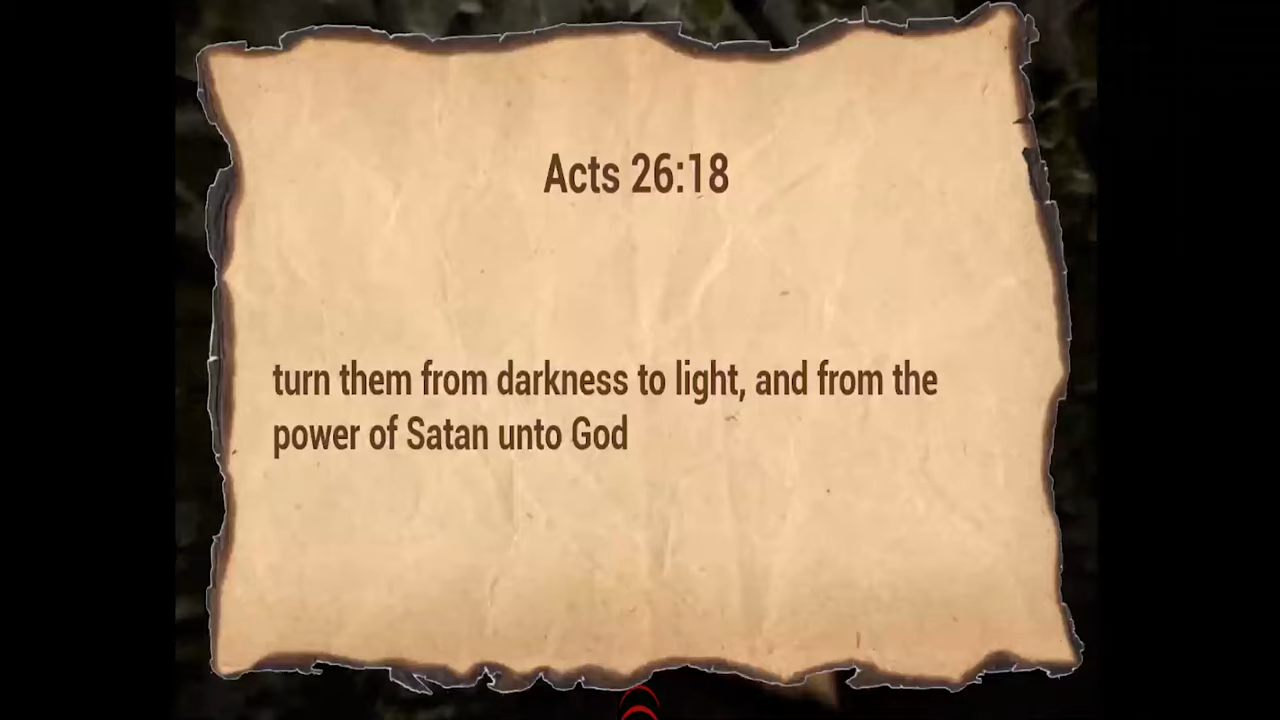 Acts 26:18
turn them from darkness to light, and from the
power of Satan unto God